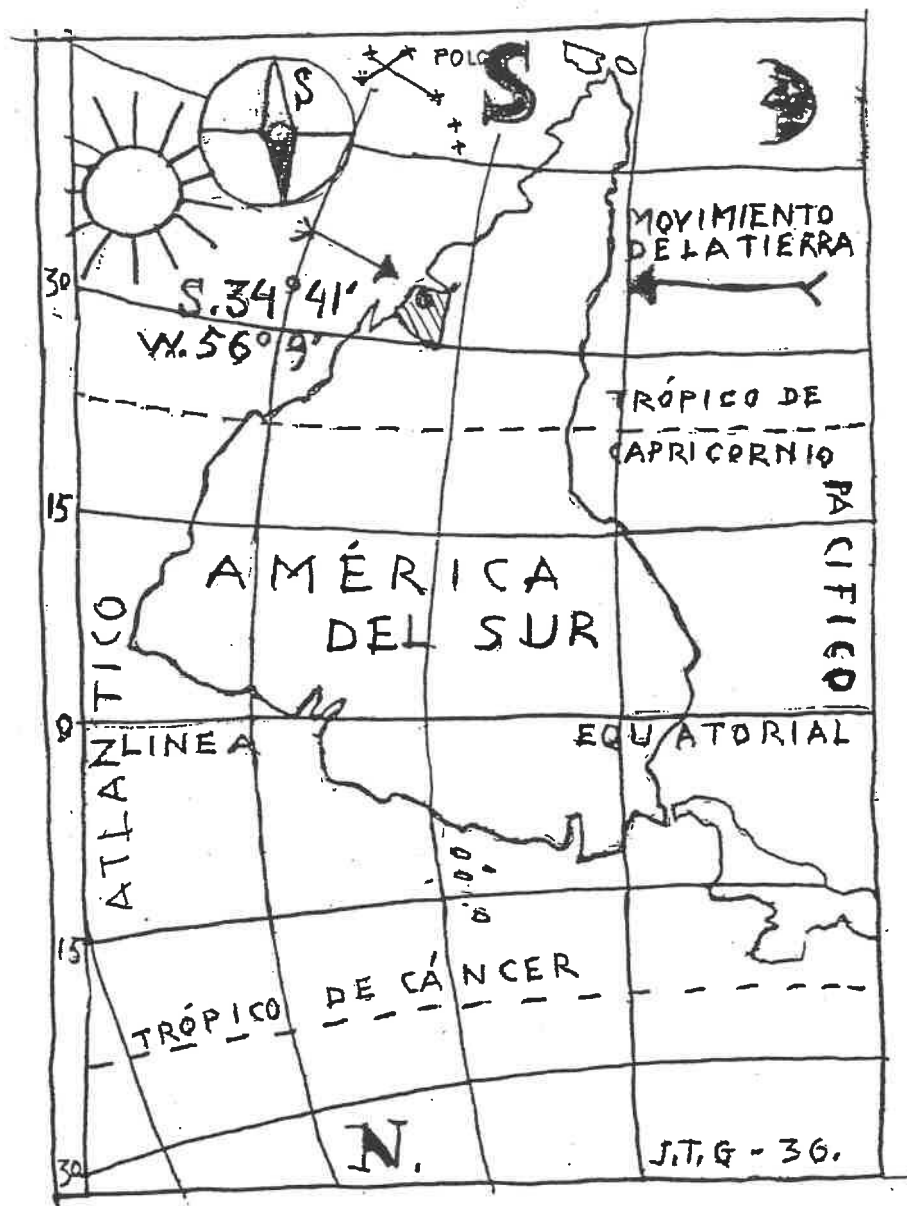 POLO
S
S
MOVIMIENTO
DE LA TIERRA
30
S. 34° 41'
W. 56° 9'
TRÓPICO DE
CAPRICORNIO
15
PACIFICO
AMÉRICA
DEL SUR
ATLANTICO
0
LINEA EQUATORIAL
15
TRÓPICO DE CÁNCER
30
N.
J.T.G - 36.